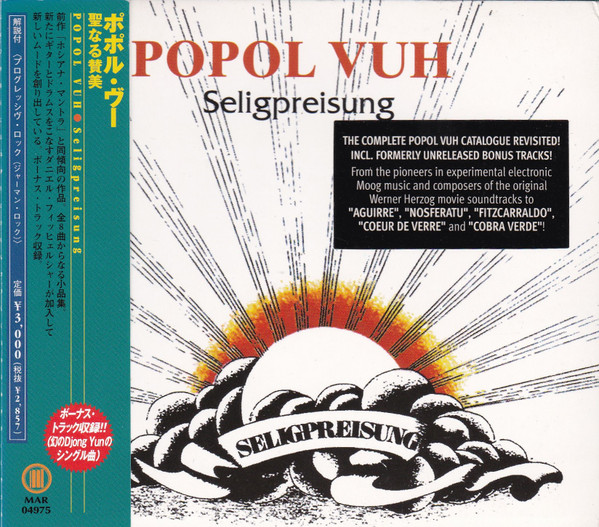 ポポル・ヴー
聖なる賛美
POPOL VUH●Seligpreisung
前作「ホシアナ・マントラ」と同傾向の作品、全8曲からなる小品集。
新たにギターとドラムスをこなすダニエル・フィッヒェルシャーが加入して
新しいムードを創り出している。ボーナス・トラック収録。
解説付 〈プログレッシヴ・ロック(ジャーマン・ロック)〉 定価 ¥3,000(税抜 ¥2,857)
ボーナス・
トラック収録!!
(幻のDjong Yunの
シングル曲)
MAR
04975
POPOL VUH
Seligpreisung
THE COMPLETE POPOL VUH CATALOGUE REVISITED!
INCL. FORMERLY UNRELEASED BONUS TRACKS!
From the pioneers in experimental electronic
Moog music and composers of the original
Werner Herzog movie soundtracks to
"AGUIRRE", "NOSFERATU", "FITZCARRALDO",
"COEUR DE VERRE" and "COBRA VERDE"!
SELIGPREISUNG